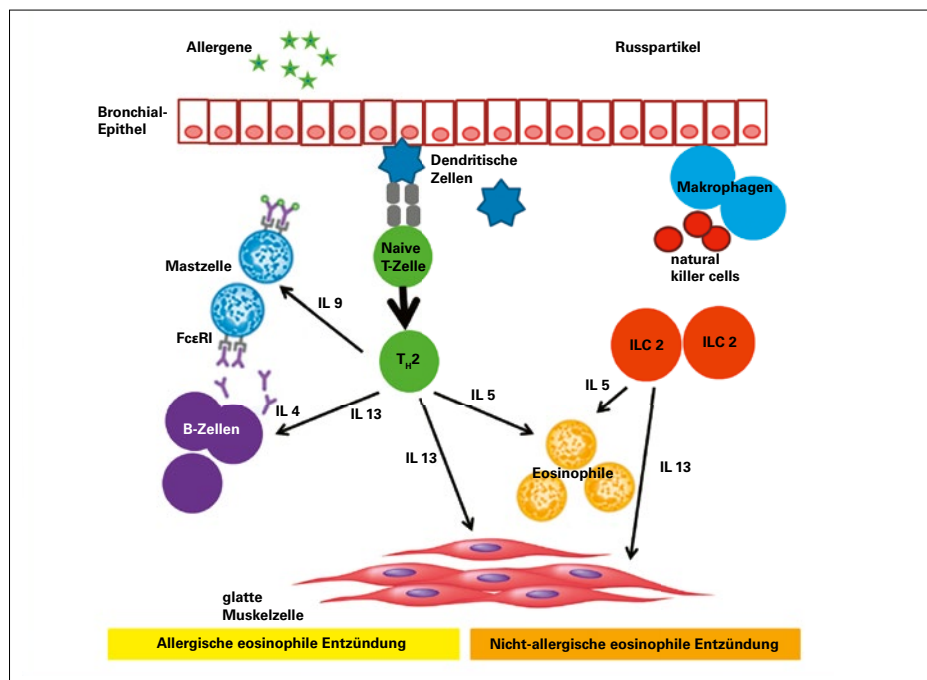 Allergene
Russpartikel
Bronchial-
Epithel
Dendritische
Zellen
Makrophagen
natural
killer cells
Naive
T-Zelle
Mastzelle
IL 9
FcεRI
TH2
ILC 2
ILC 2
IL 5
IL 5
IL 4
IL 13
B-Zellen
IL 13
Eosinophile
IL 13
glatte
Muskelzelle
Allergische eosinophile Entzündung
Nicht-allergische eosinophile Entzündung